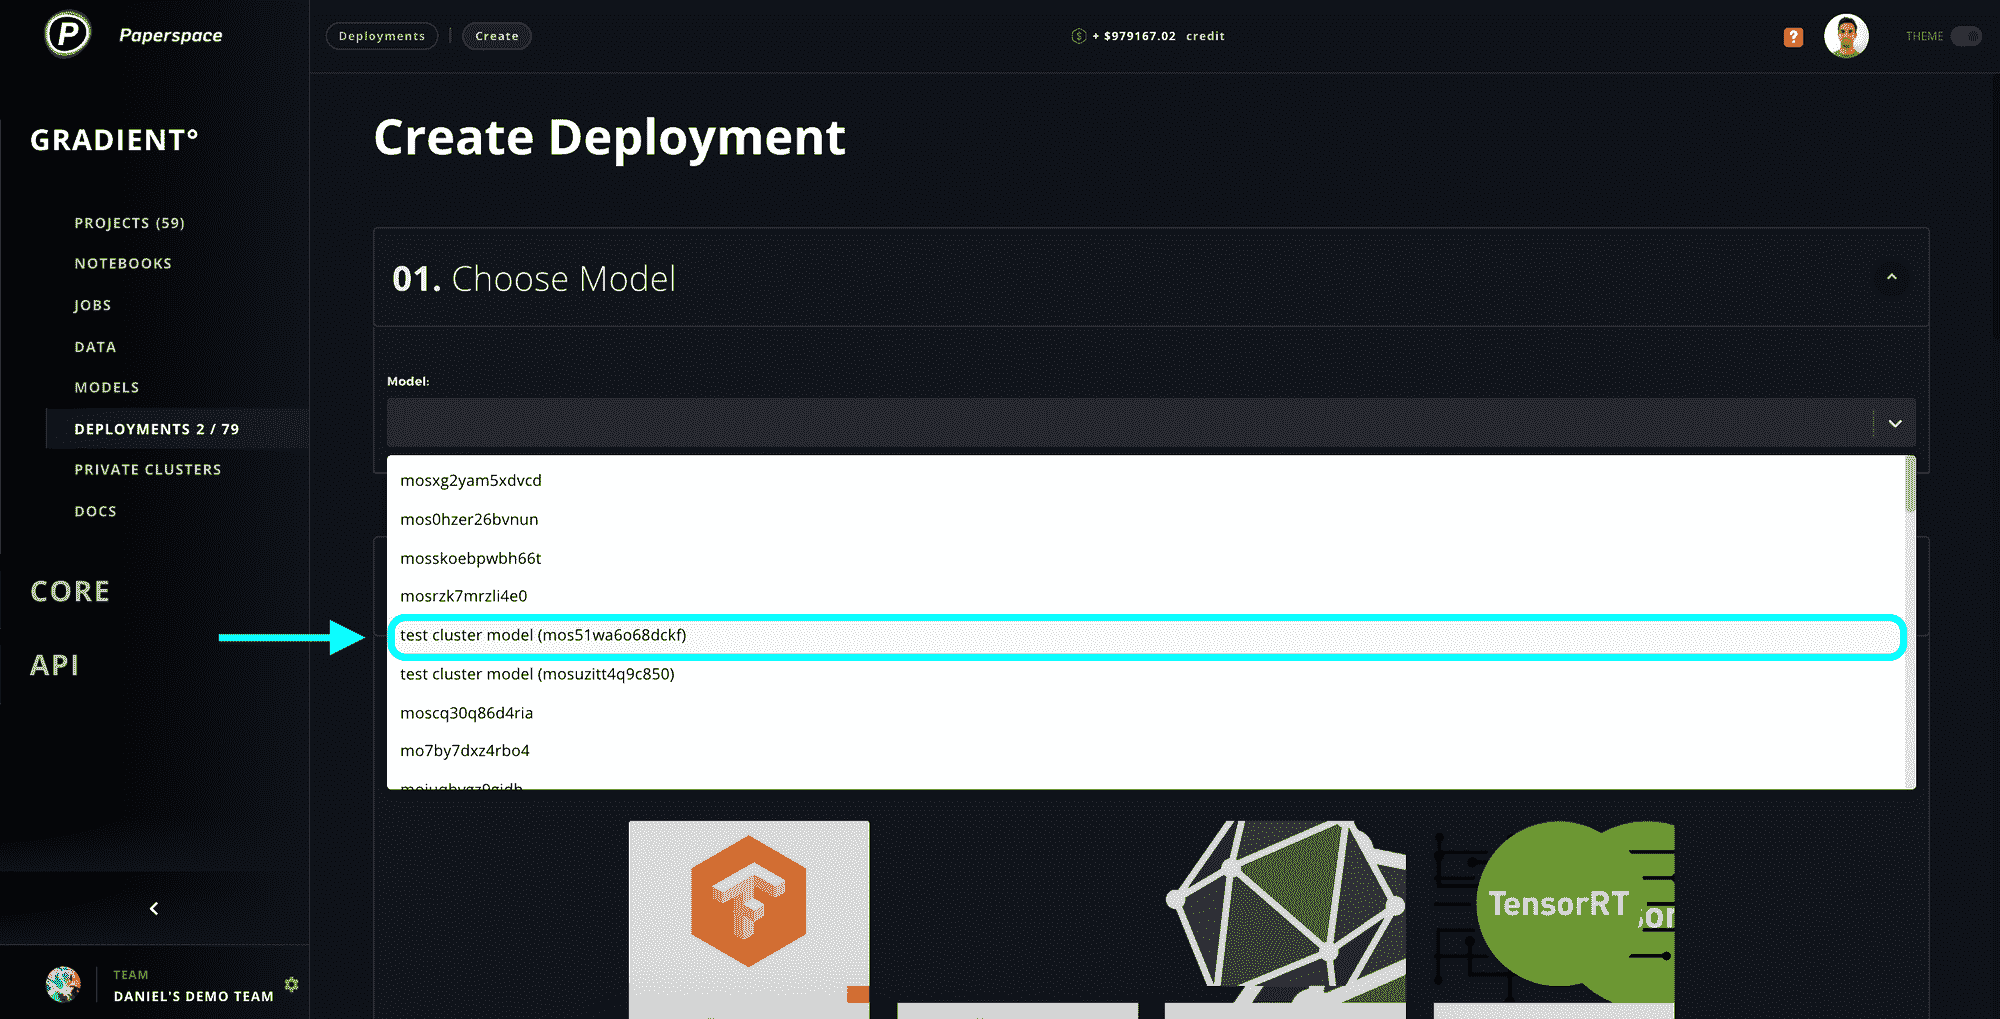 P Paperspace
Deployments | Create
$ + $979167.02 credit
?
THEME
GRADIENT°
PROJECTS (59)
NOTEBOOKS
JOBS
DATA
MODELS
DEPLOYMENTS 2 / 79
PRIVATE CLUSTERS
DOCS
CORE
API
TEAM
DANIEL'S DEMO TEAM
Create Deployment
01. Choose Model
Model:
mosxg2yam5xdvcd
mos0hzer26bvnun
mosskoebpwbh66t
mosrzk7mrzli4e0
test cluster model (mos51wa6o68dckf)
test cluster model (mosuzitt4q9c850)
moscq30q86d4ria
mo7by7dxz4rbo4
TensorRT